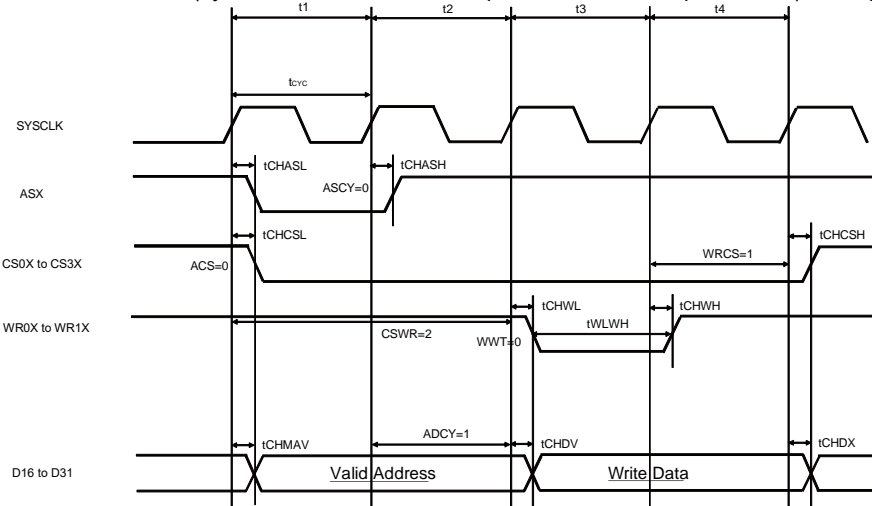 t1 t2 t3 t4
tCYC
SYSCLK
tCHASL tCHASH
ASX ASCY=0
tCHCSL tCHCSH
CS0X to CS3X ACS=0 WRCS=1
tCHWL tCHWH
WR0X to WR1X CSWR=2 WWT=0 tWLWH
ADCY=1
tCHMAV tCHDV tCHDX
D16 to D31 Valid Address Write Data